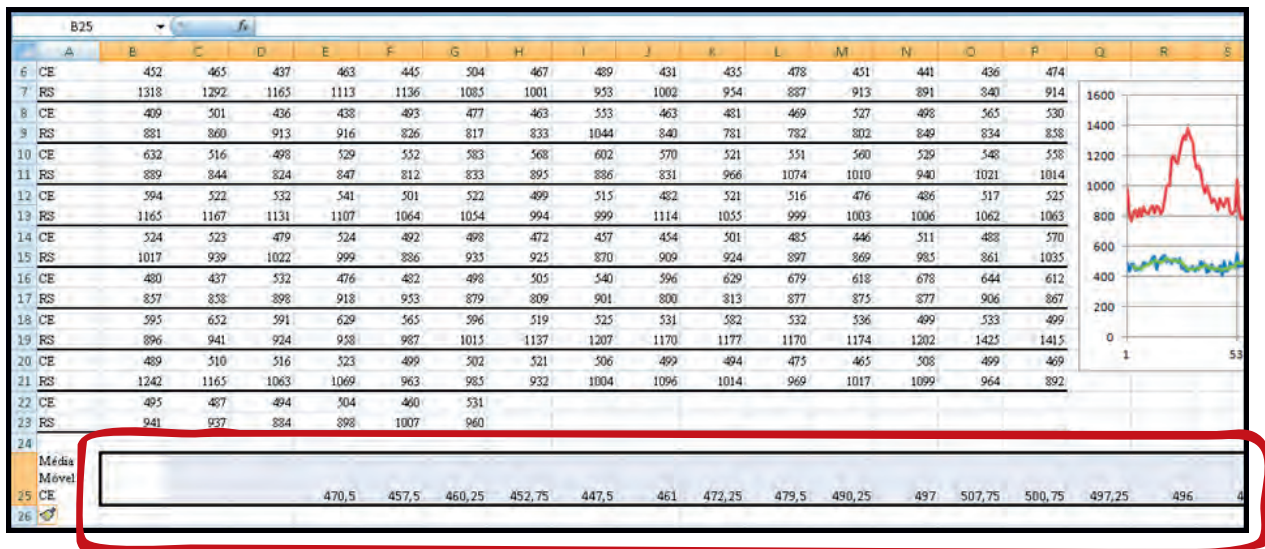 B25 fx
A B C D E F G H I J K L M N O P Q R S
6 CE 452 465 437 463 445 504 467 489 431 435 478 451 441 436 474
7 RS 1318 1292 1165 1113 1136 1085 1001 953 1002 954 887 913 891 840 914
8 CE 409 501 436 438 493 477 463 553 463 481 469 527 498 565 530
9 RS 881 860 913 916 826 817 833 1044 840 781 782 802 849 834 858
10 CE 632 516 498 529 552 583 568 602 570 521 551 560 529 548 558
11 RS 889 844 824 847 812 833 895 886 831 966 1074 1010 940 1021 1014
12 CE 594 522 532 541 501 522 499 515 482 521 516 476 486 517 525
13 RS 1165 1167 1131 1107 1064 1054 994 999 1114 1055 999 1003 1006 1062 1063
14 CE 524 523 479 524 492 498 472 457 454 501 485 446 511 488 570
15 RS 1017 939 1022 999 886 935 925 870 909 924 897 869 985 861 1035
16 CE 480 437 532 476 482 498 505 540 596 629 679 618 678 644 612
17 RS 857 858 898 918 953 879 809 901 800 813 877 875 877 906 867
18 CE 595 652 591 629 565 596 519 525 531 582 532 536 499 533 499
19 RS 896 941 924 958 987 1015 1137 1207 1170 1177 1170 1174 1202 1425 1415
20 CE 489 510 516 523 499 502 521 506 499 494 475 465 508 499 469
21 RS 1242 1165 1063 1069 963 985 932 1004 1096 1014 969 1017 1099 964 892
22 CE 495 487 494 504 460 531
23 RS 941 937 884 898 1007 960
24
Média
Móvel
25 CE 470,5 457,5 460,25 452,75 447,5 461 472,25 479,5 490,25 497 507,75 500,75 497,25 496 4
26
1600
1400
1200
1000
800
600
400
200
0
1 53